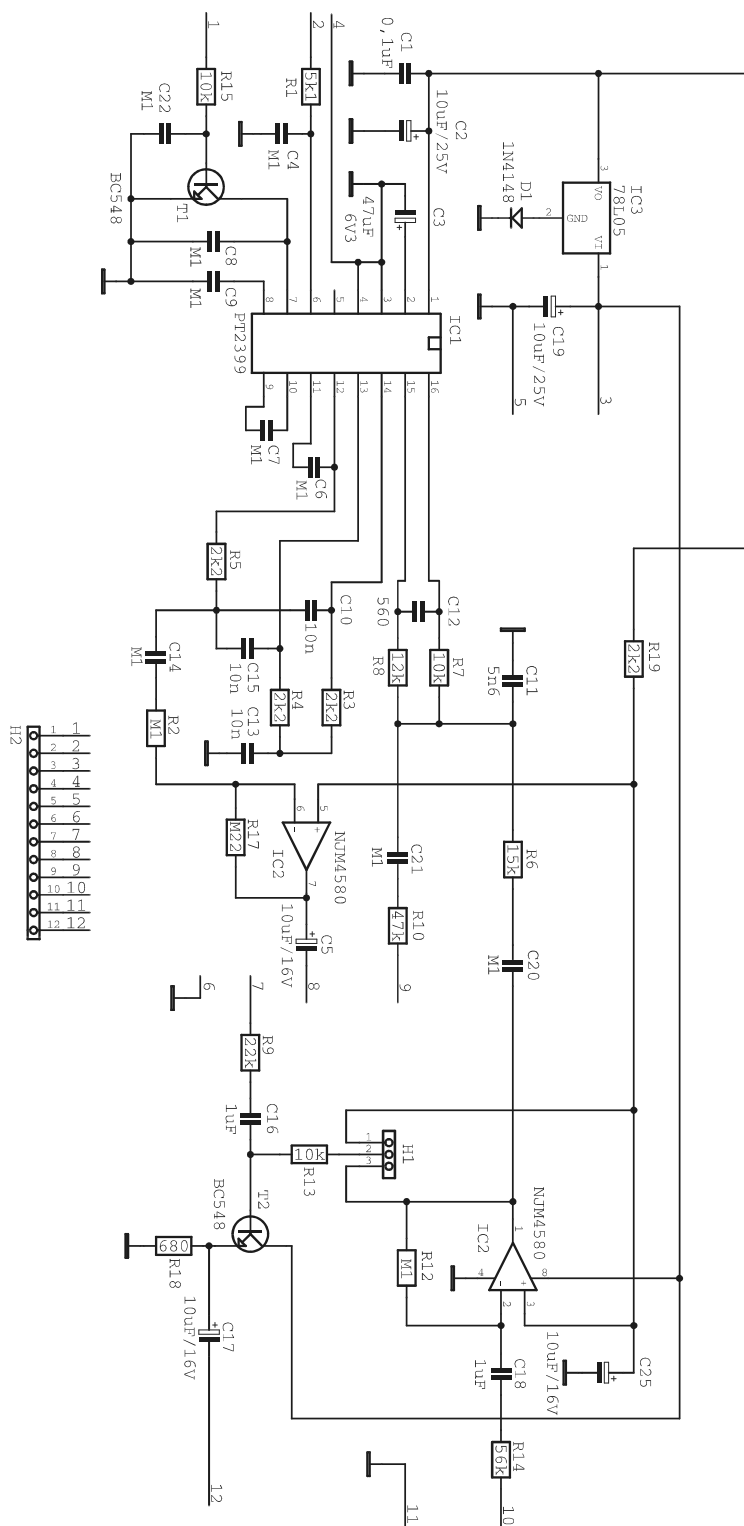 1
2
4
C1
0,1uF
C2
10uF/25V
R15
10k
R1
5k1
C22
M1
C4
M1
BC548
T1
47uF
6V3
C3
IC3
78L05
3
VO
GND
2
VI
1
D1
1N4148
C8
M1
C9
M1
8
7
6
5
4
3
2
1
IC1
PT2399
9
10
11
12
13
14
15
16
C19
10uF/25V
5
3
C7
M1
C6
M1
R5
2k2
C10
10n
C12
560
C14
M1
C15
10n
R8
12k
R7
10k
C11
5n6
R19
2k2
R2
M1
C13
10n
R4
2k2
R3
2k2
H2
1 1
2 2
3 3
4 4
5 5
6 6
7 7
8 8
9 9
10 10
11 11
12 12
R17
M22
6
5
-
+
7
IC2
NJM4580
C21
M1
R6
15k
R10
47k
C5
10uF/16V
8
9
C20
M1
6
7
R9
22k
C16
1uF
R13
10k
H1
1
2
3
T2
BC548
R18
680
C17
10uF/16V
12
NJM4580
IC2
1
4
8
-
+
2
3
R12
M1
C18
1uF
C25
10uF/16V
R14
56k
11
10